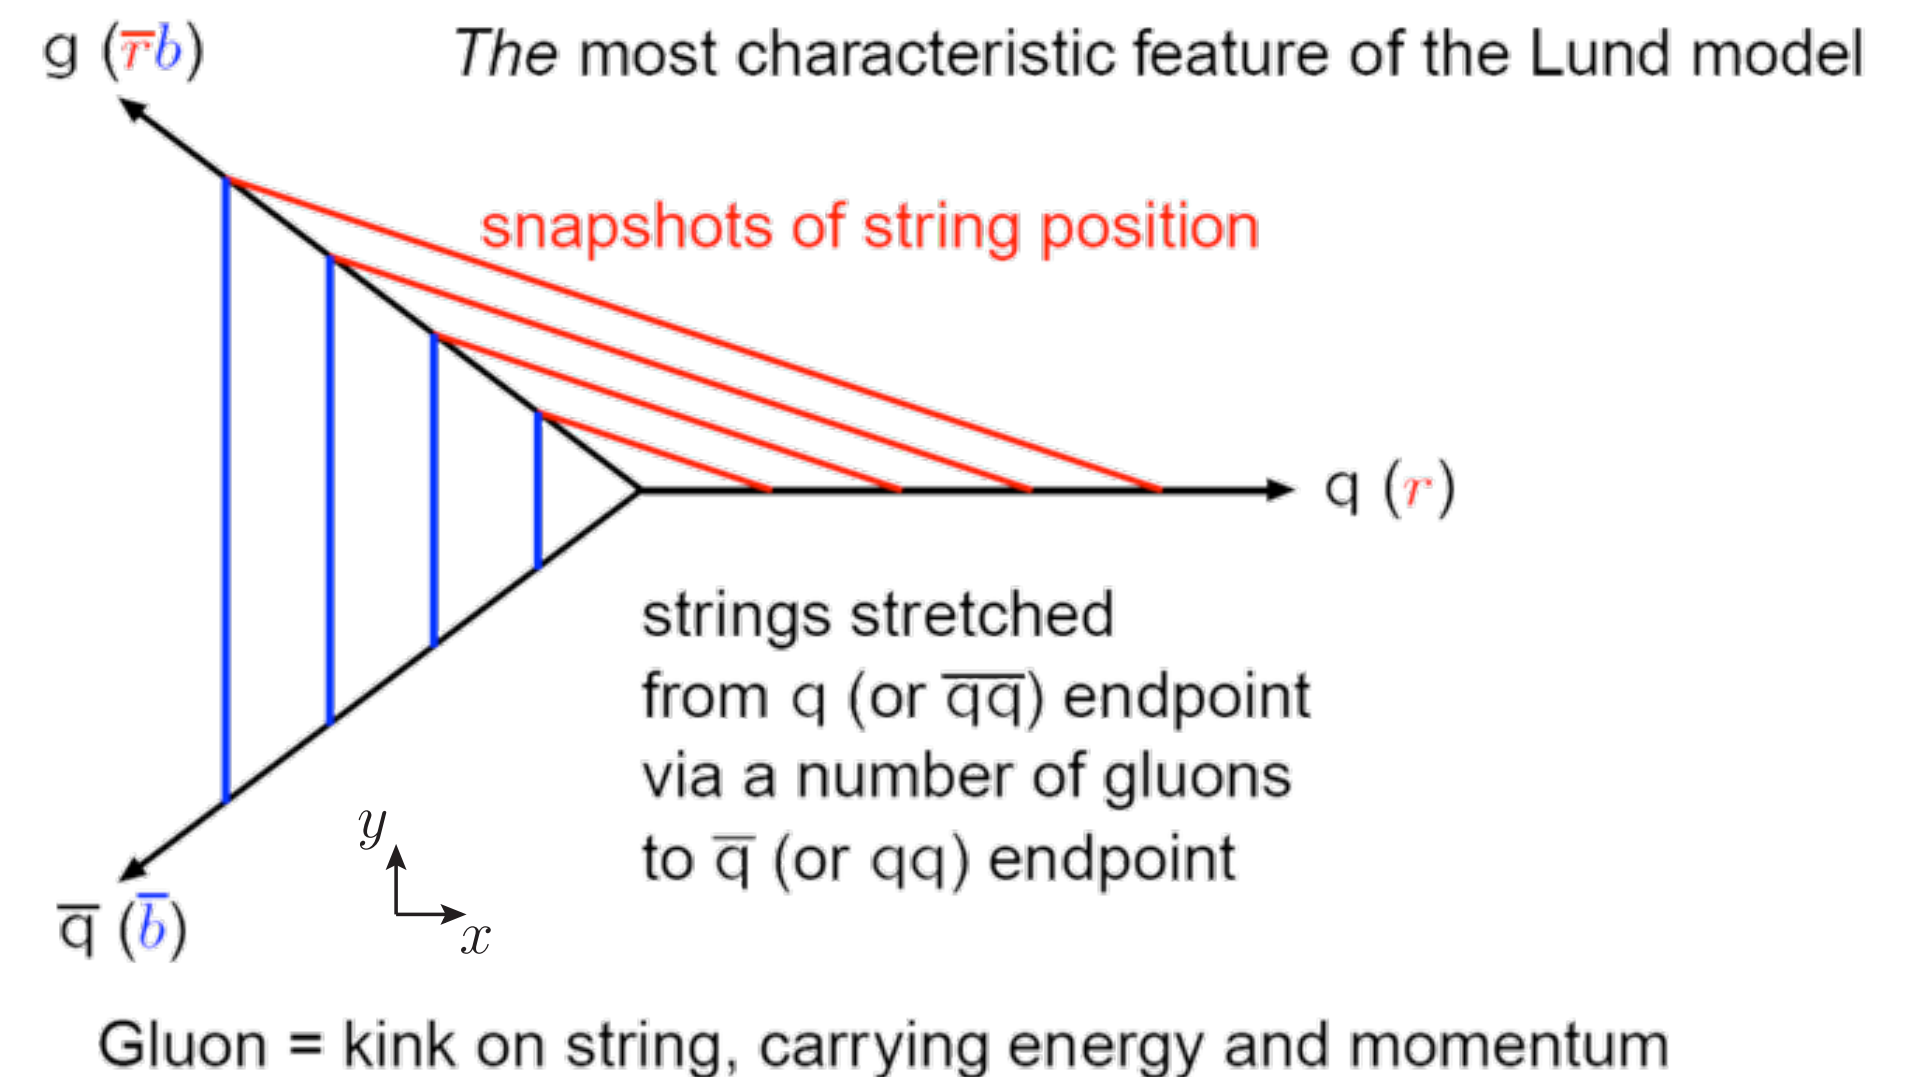 g (r̅b)
The most characteristic feature of the Lund model
snapshots of string position
q (r)
strings stretched
from q (or q̅q̅) endpoint
via a number of gluons
to q̅ (or qq) endpoint
y
x
q̅ (b̅)
Gluon = kink on string, carrying energy and momentum